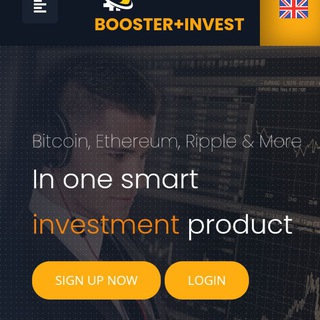 BOOSTER+INVEST
Bitcoin, Ethereum, Ripple & More
In one smart
investment product
SIGN UP NOW
LOGIN